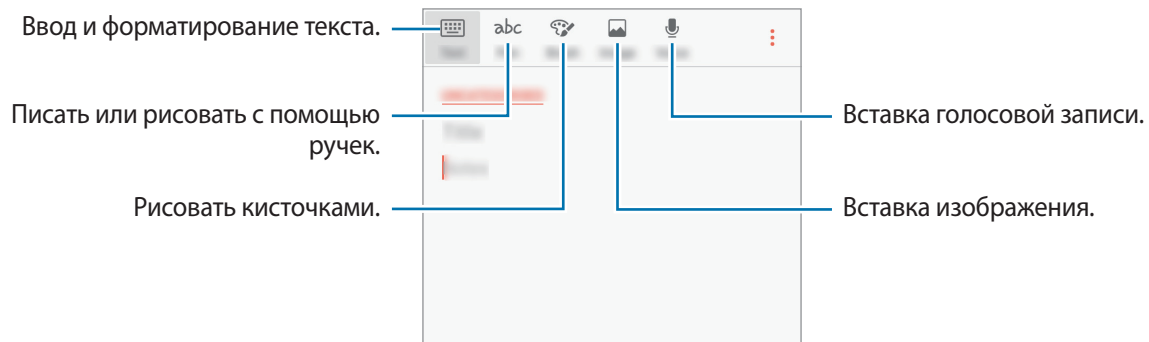 Ввод и форматирование текста.
abc
Писать или рисовать с помощью
ручек.
Рисовать кисточками.
Вставка голосовой записи.
Вставка изображения.